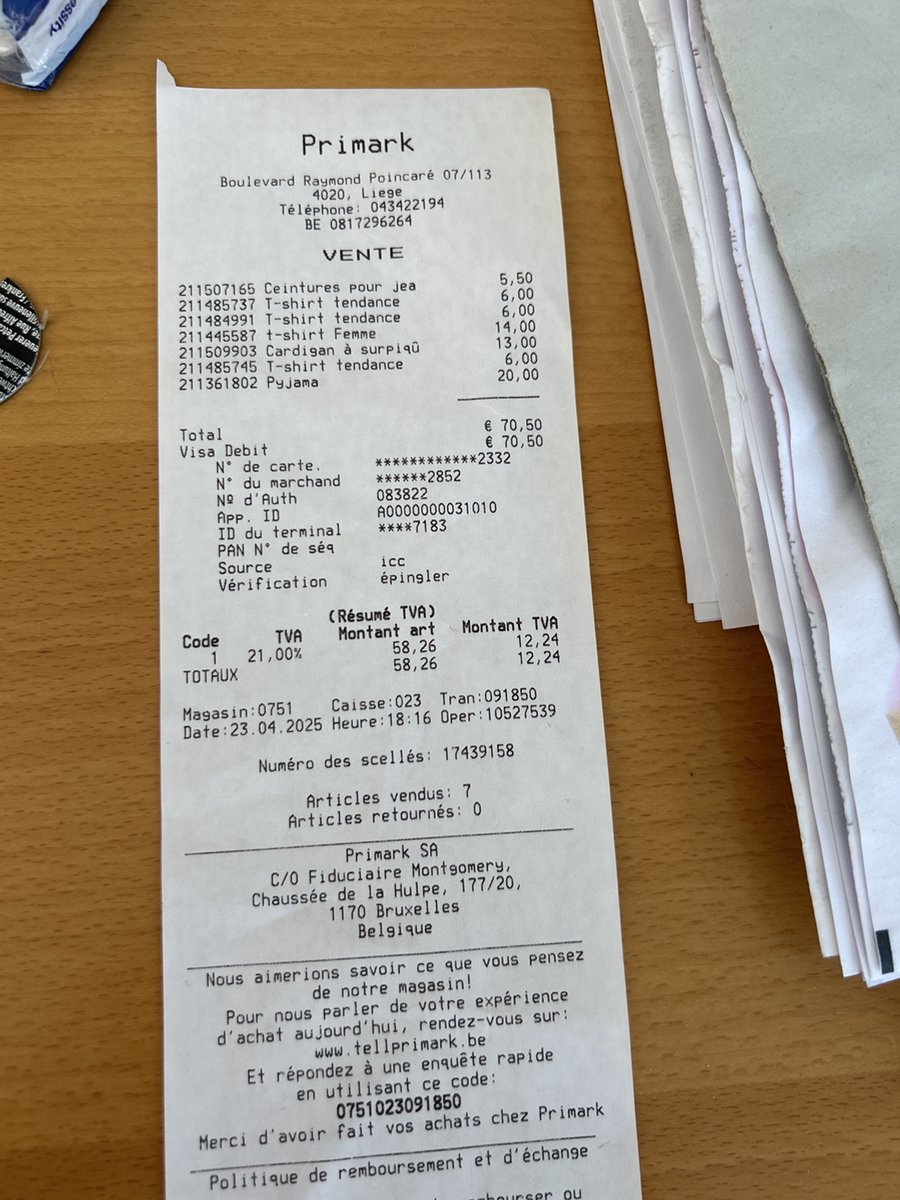 Primark
Boulevard Raymond Poincaré 07/113
4020, Liege
Téléphone: 043422194
BE 0817296264
VENTE
211507165 Ceintures pour jea 5,50
211485737 T-shirt tendance 6,00
211484991 T-shirt tendance 6,00
211445587 t-shirt Femme 14,00
211509903 Cardigan à surpiqû 13,00
211485745 T-shirt tendance 6,00
211361802 Pyjama 20,00
Total € 70,50
Visa Debit € 70,50
N° de carte. ************2332
N° du marchand ******2852
Nº d'Auth 083822
App. ID A0000000031010
ID du terminal ****7183
PAN N° de séq
Source icc
Vérification épingler
(Résumé TVA)
Code TVA Montant art Montant TVA
1 21,00% 58,26 12,24
TOTAUX 58,26 12,24
Magasin:0751 Caisse:023 Tran:091850
Date:23.04.2025 Heure:18:16 Oper:10527539
Numéro des scellés: 17439158
Articles vendus: 7
Articles retournés: 0
Primark SA
C/O Fiduciaire Montgomery,
Chaussée de la Hulpe, 177/20,
1170 Bruxelles
Belgique
Nous aimerions savoir ce que vous pensez
de notre magasin!
Pour nous parler de votre expérience
d'achat aujourd'hui, rendez-vous sur:
www.tellprimark.be
Et répondez à une enquête rapide
en utilisant ce code:
0751023091850
Merci d'avoir fait vos achats chez Primark
Politique de remboursement et d'échange
ou